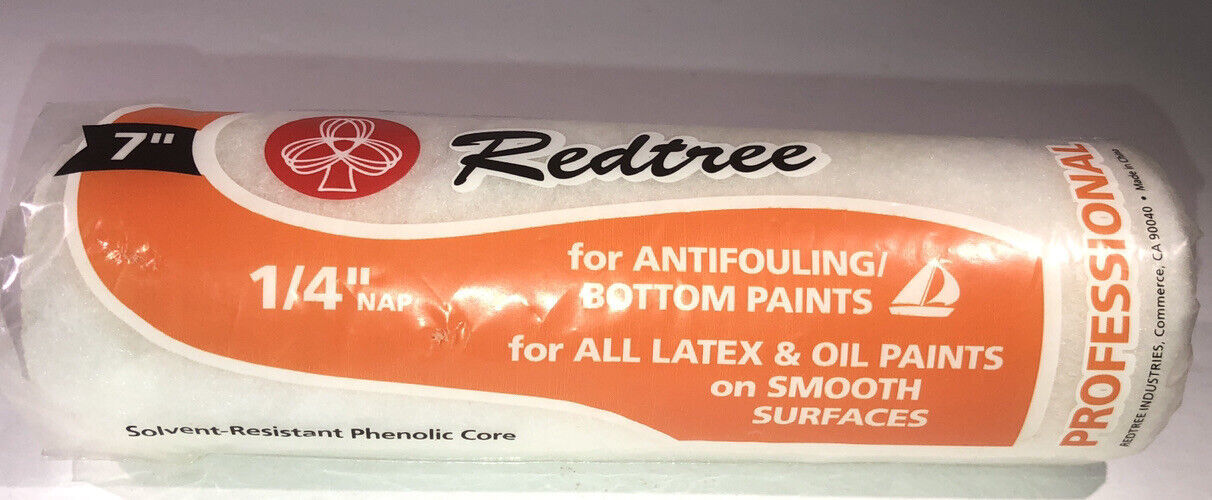 7"
Redtree
1/4" NAP
for ANTIFOULING/
BOTTOM PAINTS
for ALL LATEX & OIL PAINTS
on SMOOTH
SURFACES
Solvent-Resistant Phenolic Core
PROFESSIONAL
REDTREE INDUSTRIES, Commerce, CA 90040 • Made in China